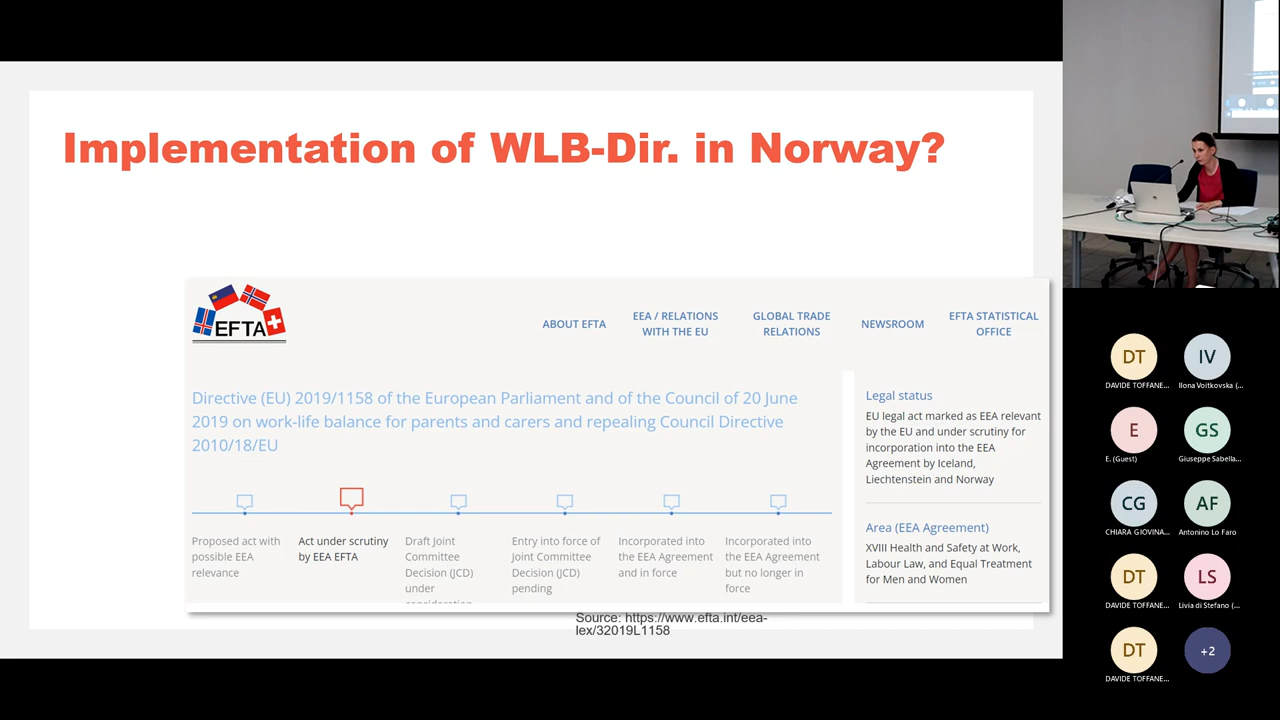 Implementation of WLB-Dir. in Norway?
EFTA
ABOUT EFTA
EEA / RELATIONS
WITH THE EU
GLOBAL TRADE
RELATIONS
NEWSROOM
EFTA STATISTICAL
OFFICE
Directive (EU) 2019/1158 of the European Parliament and of the Council of 20 June
2019 on work-life balance for parents and carers and repealing Council Directive
2010/18/EU
Proposed act with
possible EEA
relevance
Act under scrutiny
by EEA EFTA
Draft Joint
Committee
Decision (JCD)
under
consideration
Entry into force of
Joint Committee
Decision (JCD)
pending
Incorporated into
the EEA Agreement
and in force
Incorporated into
the EEA Agreement
but no longer in
force
Legal status
EU legal act marked as EEA relevant
by the EU and under scrutiny for
incorporation into the EEA
Agreement by Iceland,
Liechtenstein and Norway
Area (EEA Agreement)
XVIII Health and Safety at Work,
Labour Law, and Equal Treatment
for Men and Women
Source: https://www.efta.int/eea-
lex/32019L1158
DT
DAVIDE TOFFANE...
IV
Ilona Voitkovska (...
E
E. (Guest)
GS
Giuseppe Sabella...
CG
CHIARA GIOVINA...
AF
Antonino Lo Faro
DT
DAVIDE TOFFANE...
LS
Livia di Stefano (...
DT
DAVIDE TOFFANE...
+2